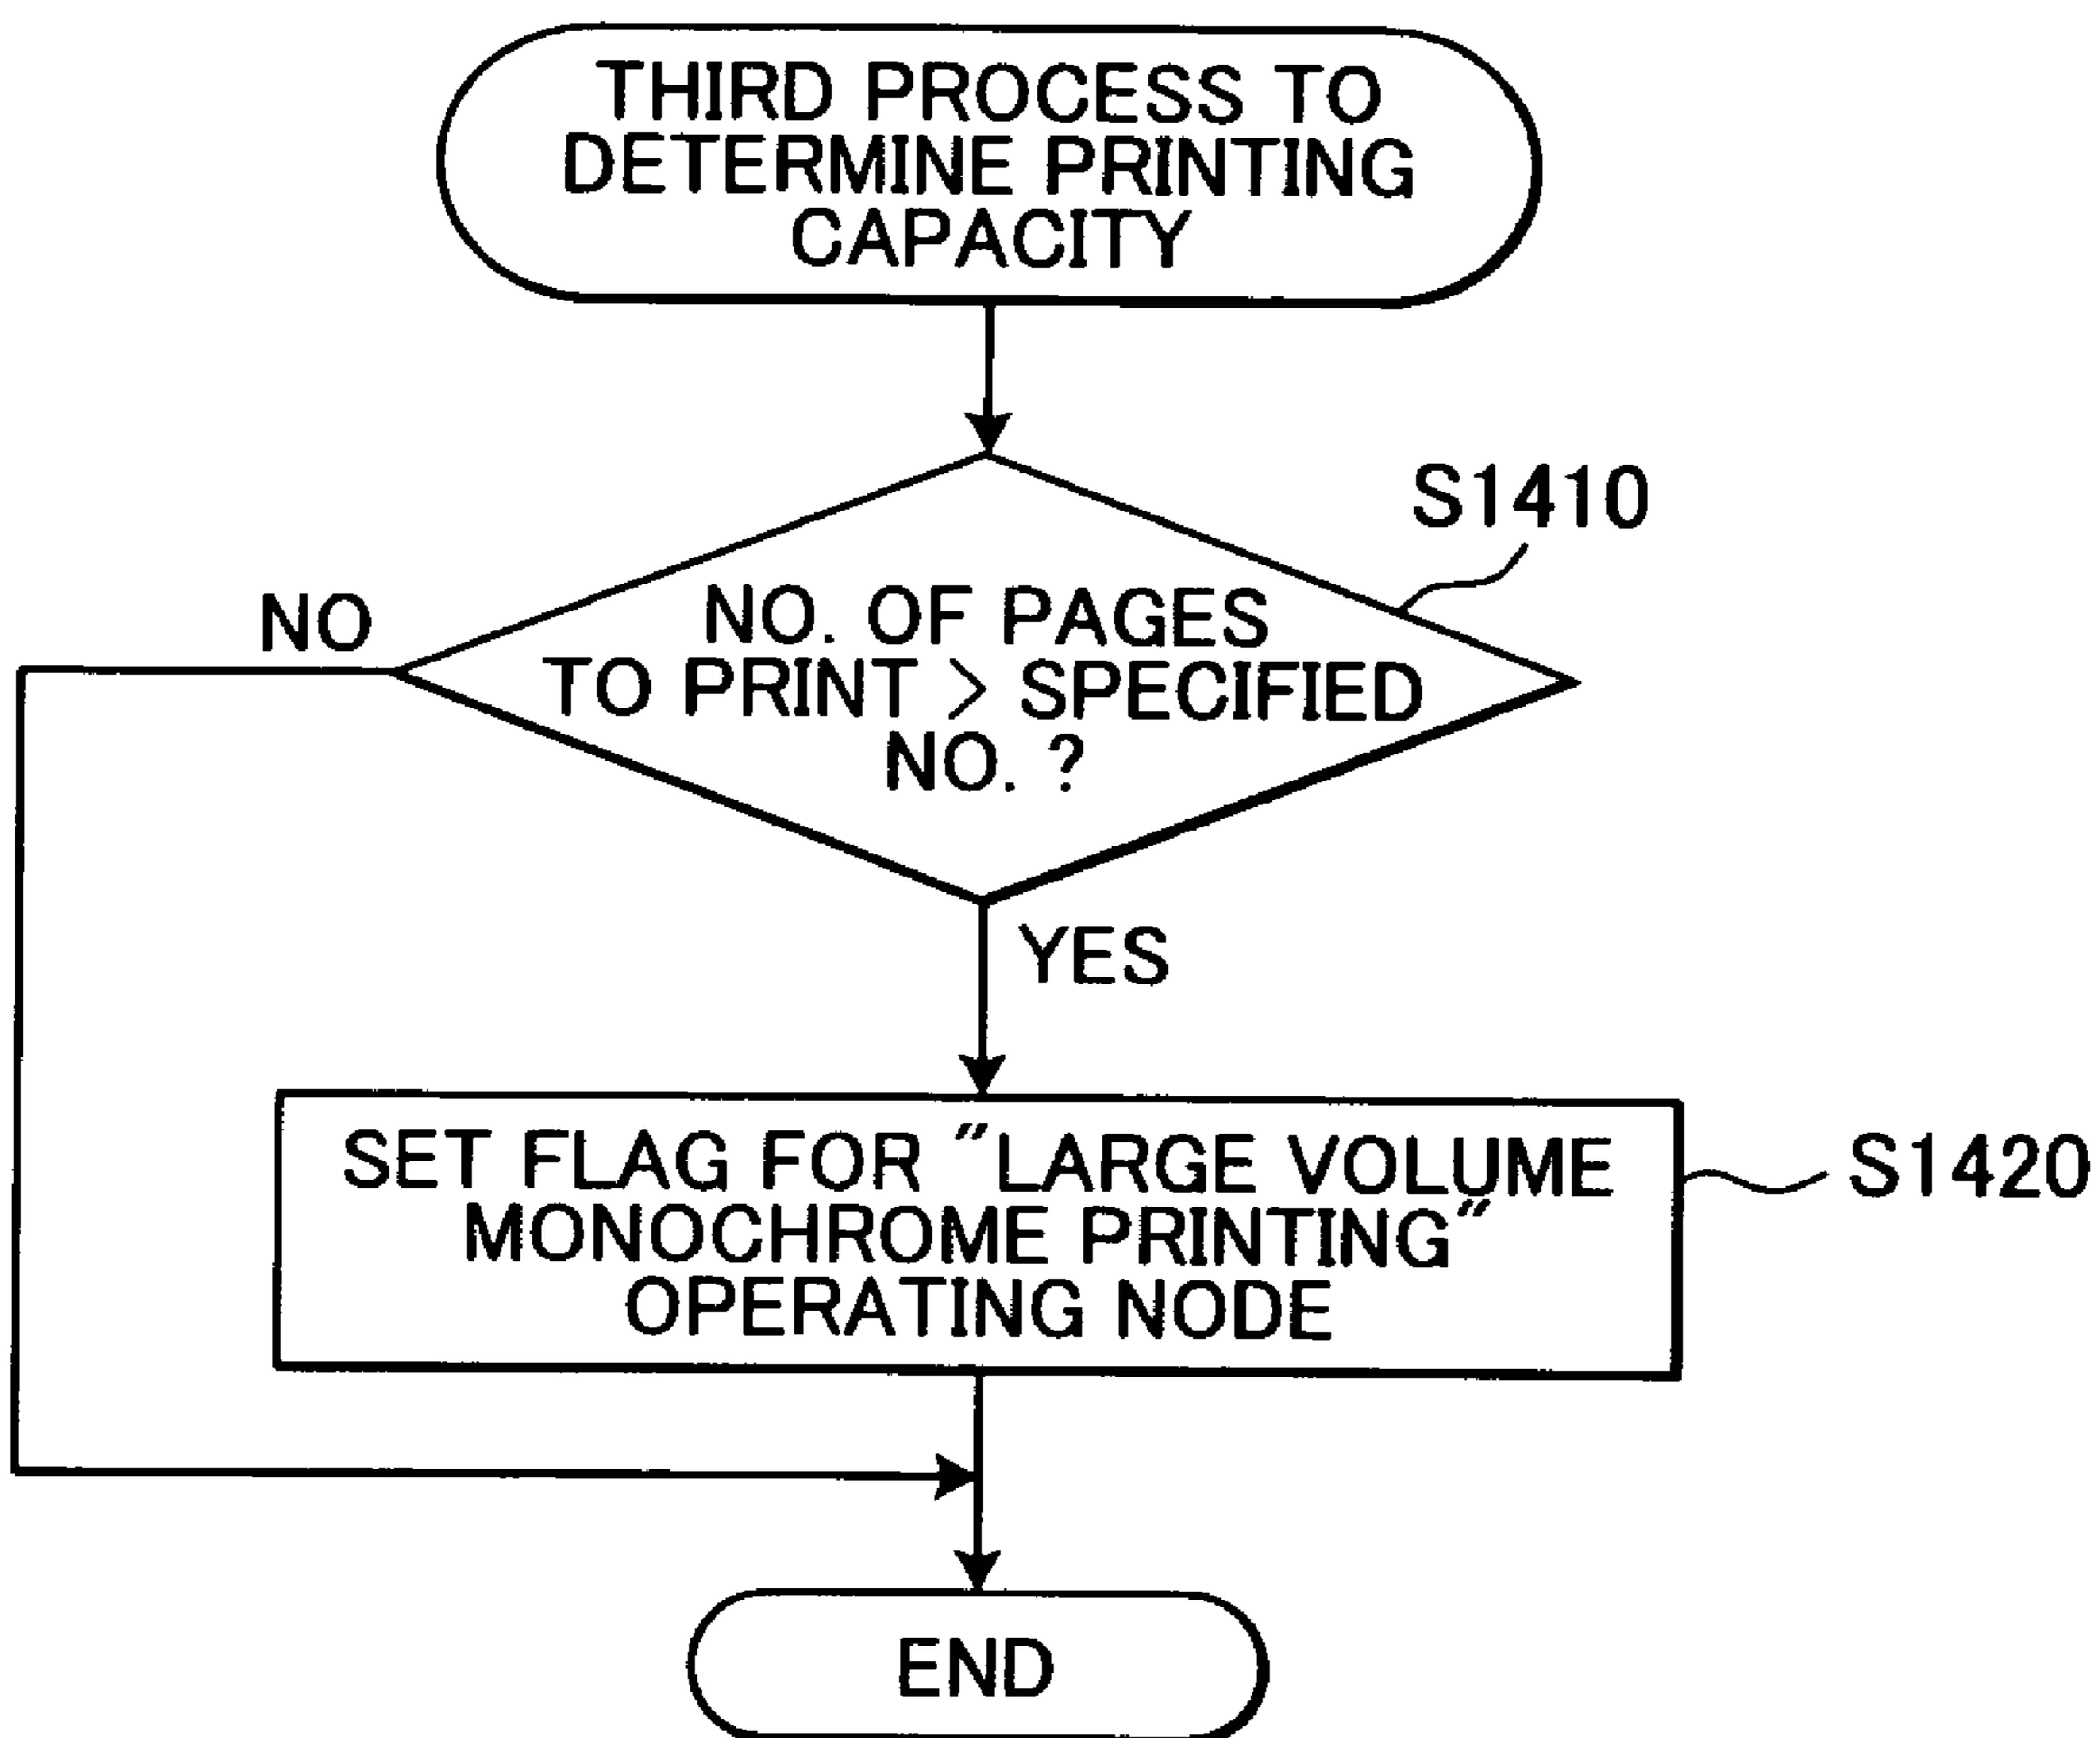 THIRD PROCESS TO
DETERMINE PRINTING
CAPACITY
S1410
NO
NO. OF PAGES
TO PRINT > SPECIFIED
NO. ?
YES
SET FLAG FOR "LARGE VOLUME
MONOCHROME PRINTING"
OPERATING NODE
S1420
END